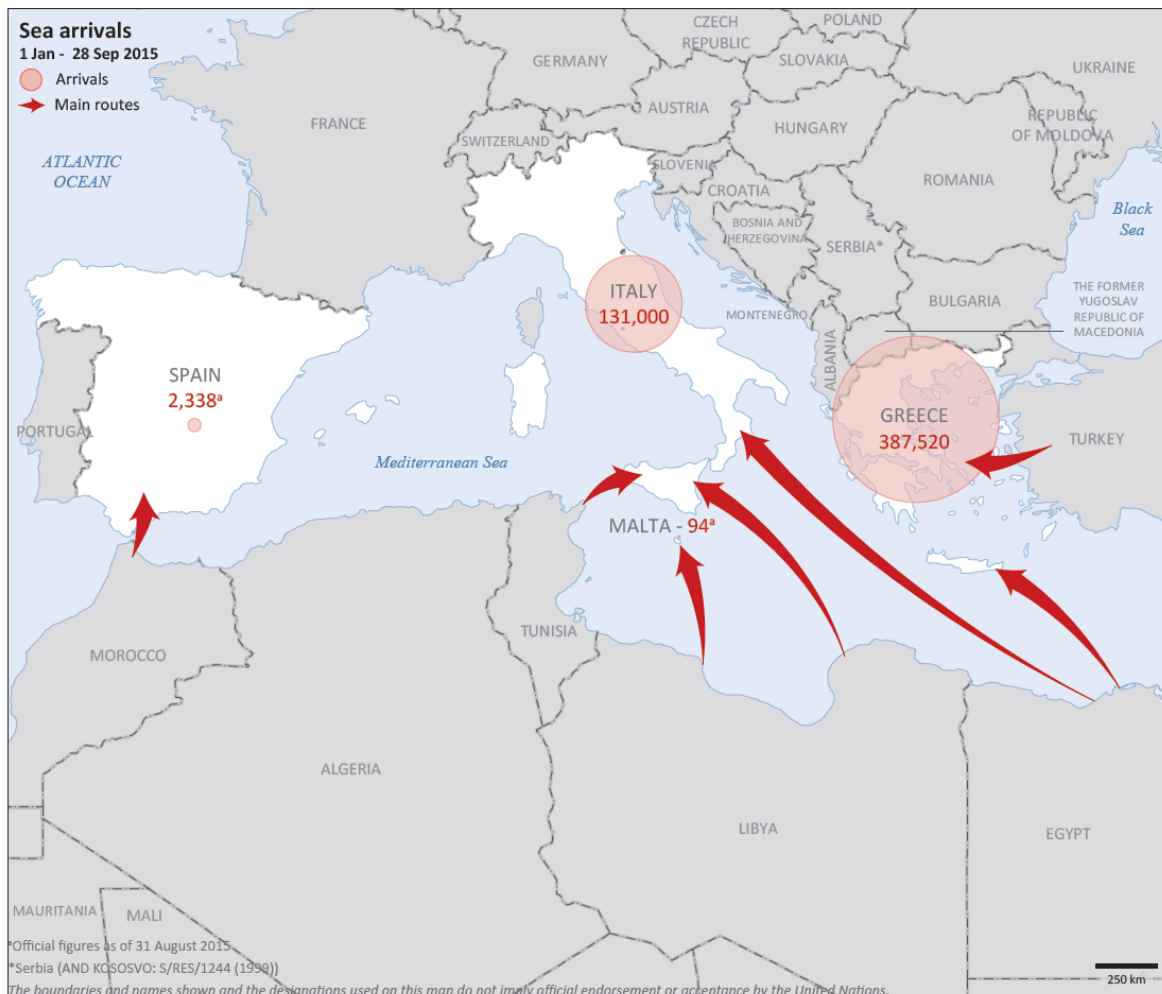 Sea arrivals
1 Jan - 28 Sep 2015
Arrivals
Main routes
POLAND
CZECH
REPUBLIC
GERMANY
SLOVAKIA
UKRAINE
AUSTRIA
REPUBLIC
OF MOLDOVA
FRANCE
HUNGARY
SWITZERLAND
ATLANTIC
OCEAN
SLOVENIA
ROMANIA
CROATIA
BOSNIA AND
HERZEGOVINA
SERBIA*
Black
Sea
ITALY
131,000
MONTENEGRO
BULGARIA
THE FORMER
YUGOSLAV
REPUBLIC OF
MACEDONIA
ALBANIA
SPAIN
2,338ª
PORTUGAL
GREECE
387,520
TURKEY
Mediterranean Sea
MALTA - 94ª
TUNISIA
MOROCCO
ALGERIA
LIBYA
EGYPT
MAURITANIA
MALI
ªOfficial figures as of 31 August 2015
*Serbia (AND KOSOSVO: S/RES/1244 (1999))
The boundaries and names shown and the designations used on this map do not imply official endorsement or acceptance by the United Nations.
250 km